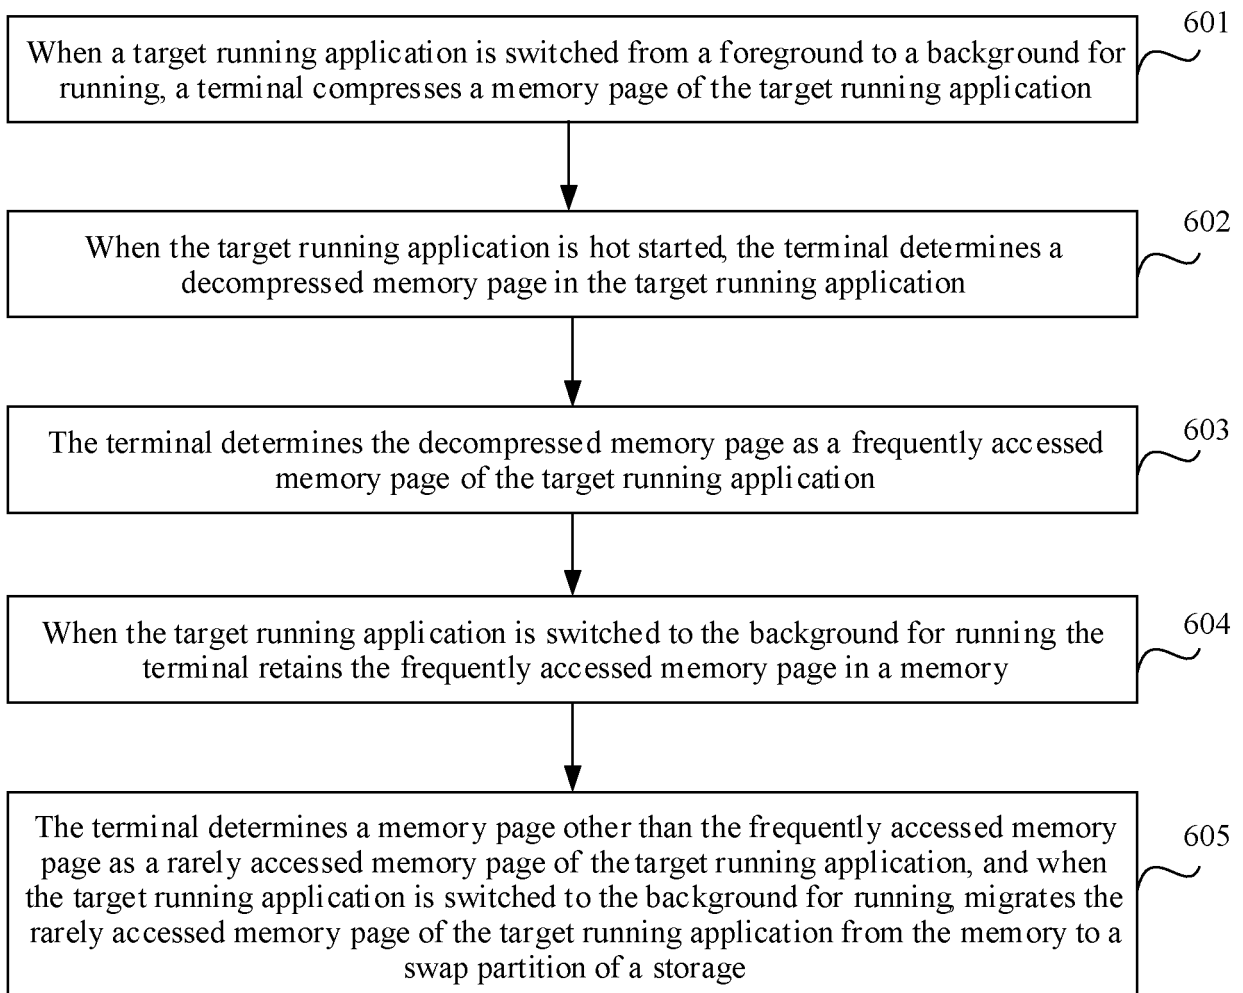 601
When a target running application is switched from a foreground to a background for
running, a terminal compresses a memory page of the target running application
602
When the target running application is hot started, the terminal determines a
decompressed memory page in the target running application
603
The terminal determines the decompressed memory page as a frequently accessed
memory page of the target running application
604
When the target running application is switched to the background for running the
terminal retains the frequently accessed memory page in a memory
605
The terminal determines a memory page other than the frequently accessed memory
page as a rarely accessed memory page of the target running application, and when
the target running application is switched to the background for running, migrates the
rarely accessed memory page of the target running application from the memory to a
swap partition of a storage